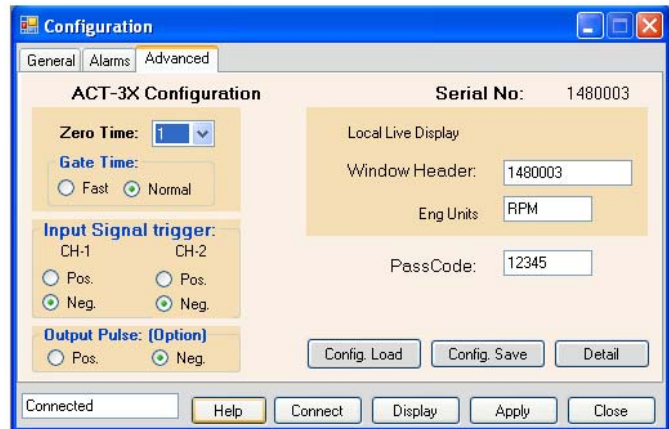 Configuration
General Alarms Advanced
ACT-3X Configuration
Serial No: 1480003
Zero Time: 1
Gate Time:
Fast Normal
Local Live Display
Window Header: 1480003
Eng Units RPM
Input Signal trigger:
CH-1 CH-2
Pos. Pos.
Neg. Neg.
PassCode: 12345
Output Pulse: (Option)
Pos. Neg.
Config. Load Config. Save Detail
Connected Help Connect Display Apply Close